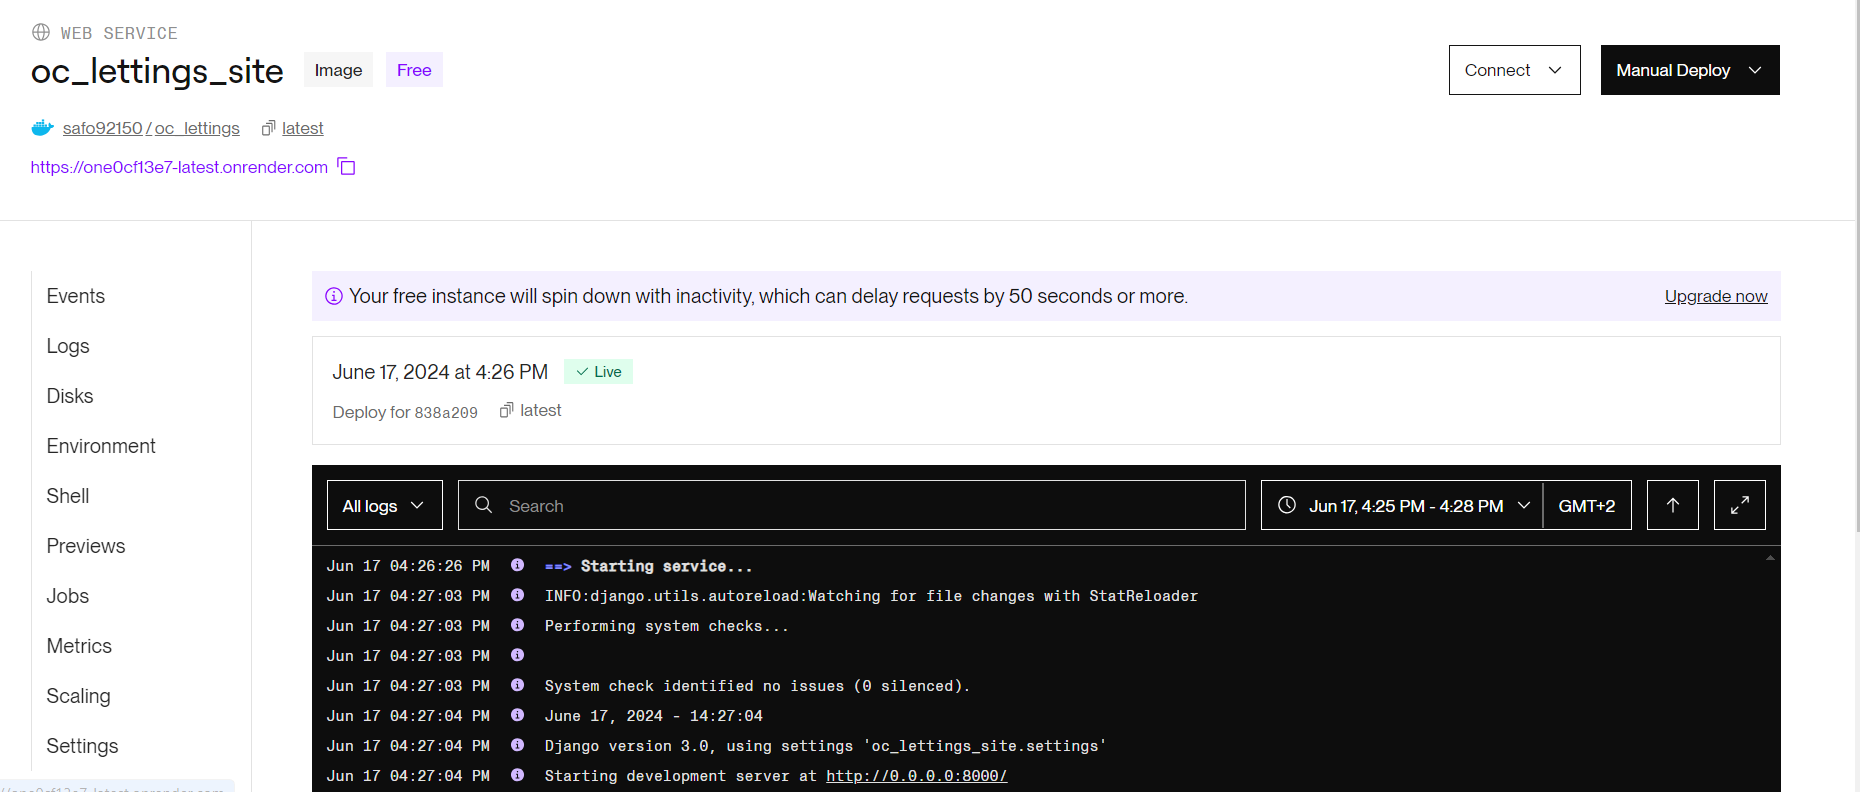 WEB SERVICE
oc_lettings_site Image Free
Connect Manual Deploy
safo92150/oc_lettings latest
https://one0cf13e7-latest.onrender.com
Events
Logs
Disks
Environment
Shell
Previews
Jobs
Metrics
Scaling
Settings
Your free instance will spin down with inactivity, which can delay requests by 50 seconds or more. Upgrade now
June 17, 2024 at 4:26 PM Live
Deploy for 838a209 latest
All logs Search Jun 17, 4:25 PM - 4:28 PM GMT+2
Jun 17 04:26:26 PM ==> Starting service...
Jun 17 04:27:03 PM INFO:django.utils.autoreload:Watching for file changes with StatReloader
Jun 17 04:27:03 PM Performing system checks...
Jun 17 04:27:03 PM
Jun 17 04:27:03 PM System check identified no issues (0 silenced).
Jun 17 04:27:04 PM June 17, 2024 - 14:27:04
Jun 17 04:27:04 PM Django version 3.0, using settings 'oc_lettings_site.settings'
Jun 17 04:27:04 PM Starting development server at http://0.0.0.0:8000/